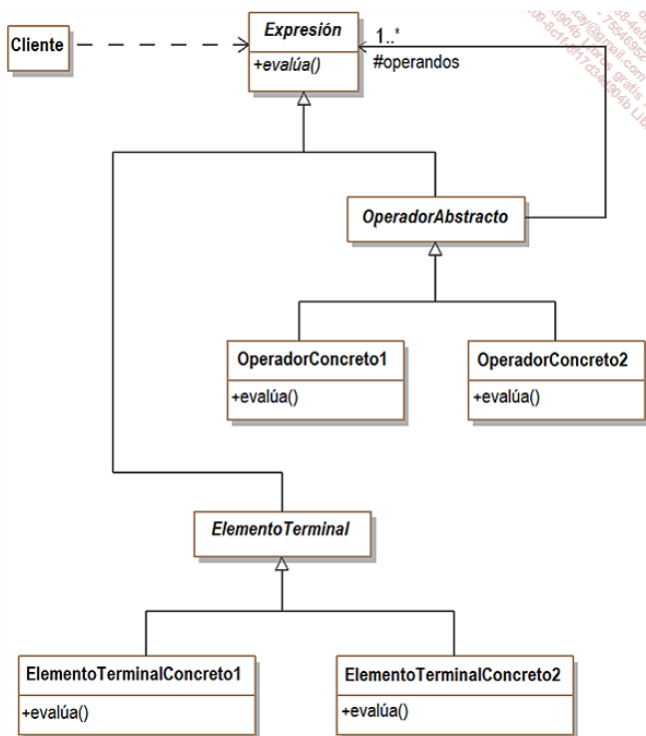 Cliente
Expresión
+evalúa()
1..*
#operandos
OperadorAbstracto
OperadorConcreto1
+evalúa()
OperadorConcreto2
+evalúa()
ElementoTerminal
ElementoTerminalConcreto1
+evalúa()
ElementoTerminalConcreto2
+evalúa()